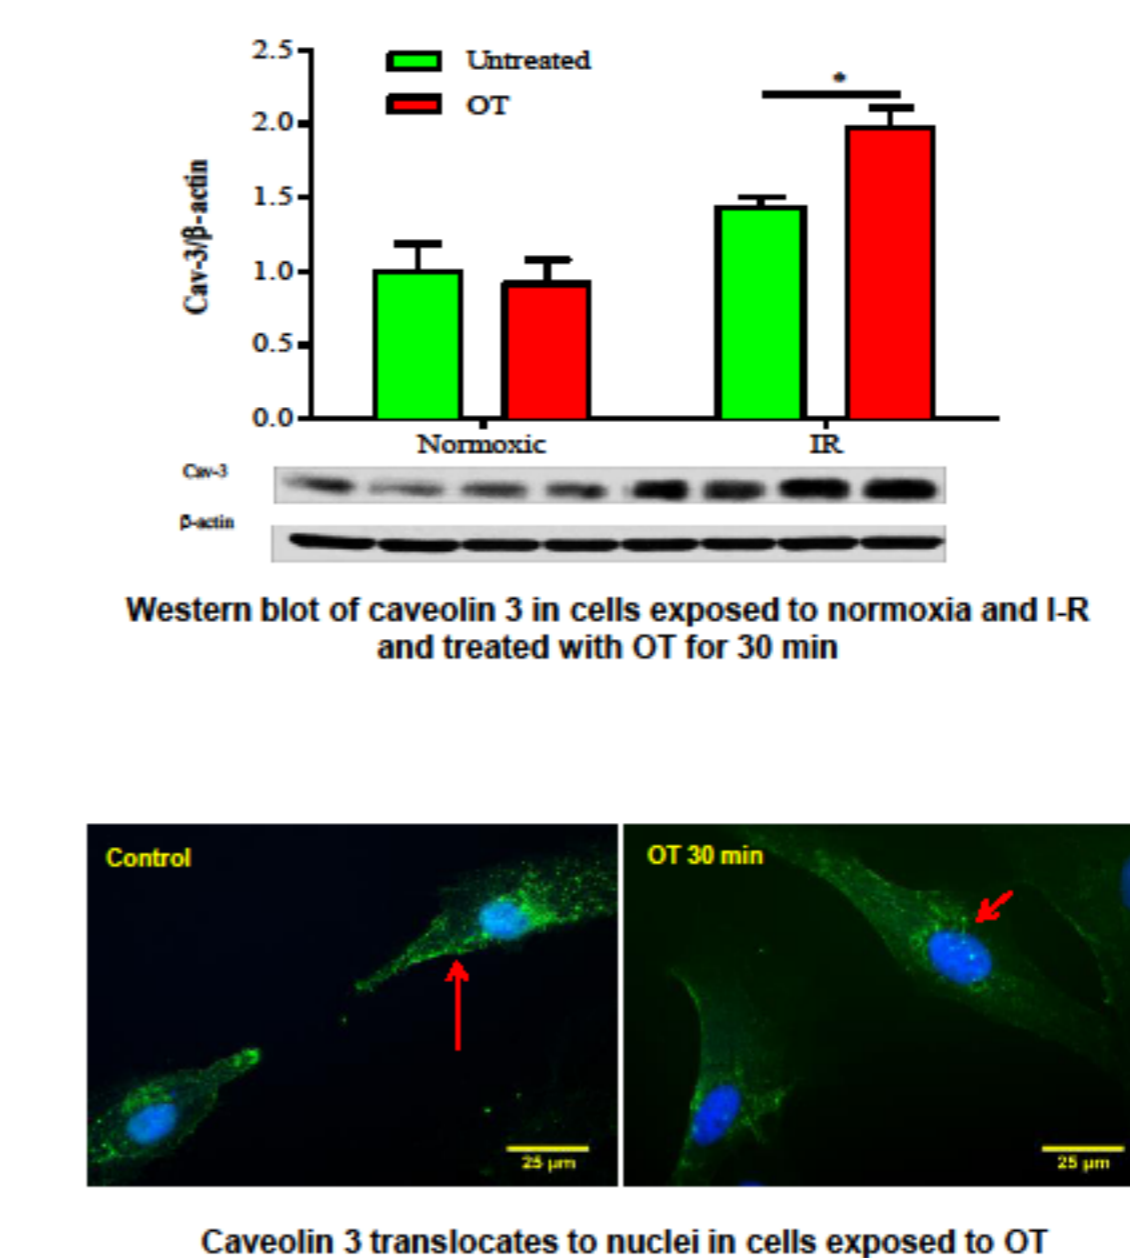 2.5
Untreated
OT
*
2.0
Cav-3/β-actin
1.5
1.0
0.5
0.0
Normoxic IR
Cav-3
β-actin
Western blot of caveolin 3 in cells exposed to normoxia and I-R
and treated with OT for 30 min
Control
OT 30 min
25 µm
25 µm
Caveolin 3 translocates to nuclei in cells exposed to OT